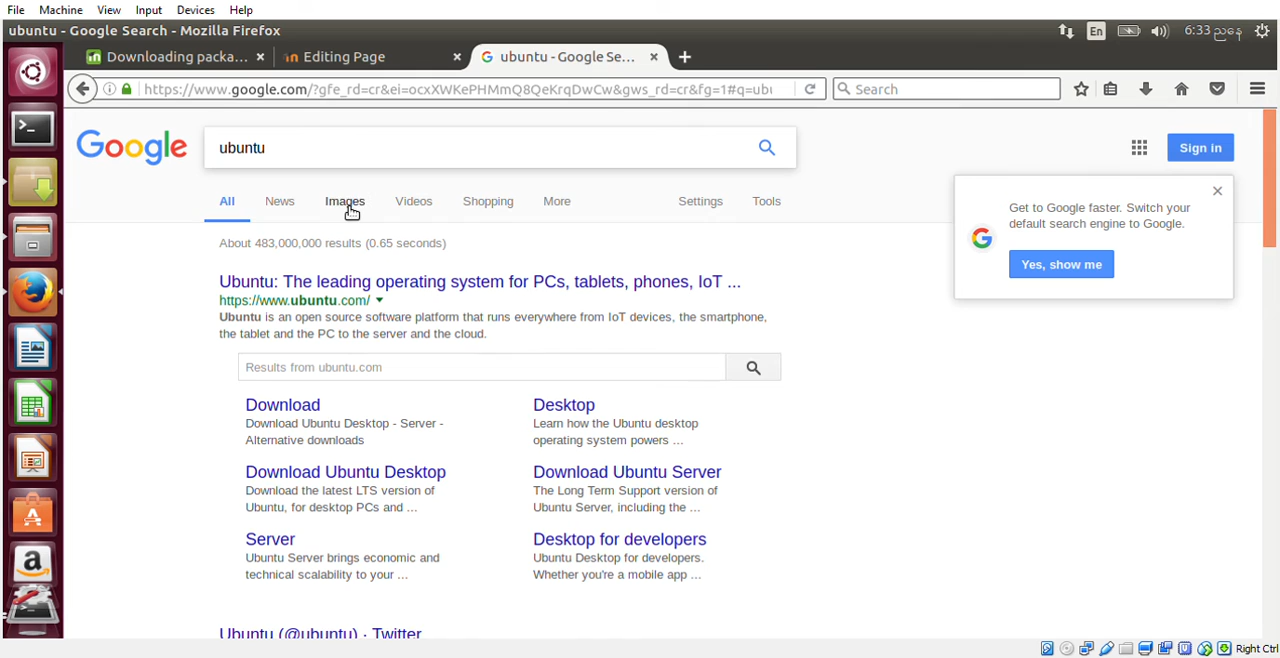 File Machine View Input Devices Help
ubuntu - Google Search - Mozilla Firefox En 6:33 ညနေ
Downloading packa... × Editing Page × ubuntu - Google Se... ×
https://www.google.com/?gfe_rd=cr&ei=ocxXWKePHMmQ8QeKrqDwCw&gws_rd=cr&fg=1#q=ubu Search
Google ubuntu Sign in
All News Images Videos Shopping More Settings Tools
Get to Google faster. Switch your
default search engine to Google.
Yes, show me
About 483,000,000 results (0.65 seconds)
Ubuntu: The leading operating system for PCs, tablets, phones, IoT ...
https://www.ubuntu.com/
Ubuntu is an open source software platform that runs everywhere from IoT devices, the smartphone,
the tablet and the PC to the server and the cloud.
Results from ubuntu.com
Download
Download Ubuntu Desktop - Server -
Alternative downloads
Desktop
Learn how the Ubuntu desktop
operating system powers ...
Download Ubuntu Desktop
Download the latest LTS version of
Ubuntu, for desktop PCs and ...
Download Ubuntu Server
The Long Term Support version of
Ubuntu Server, including the ...
Server
Ubuntu Server brings economic and
technical scalability to your ...
Desktop for developers
Ubuntu Desktop for developers.
Whether you're a mobile app ...
Ubuntu (@ubuntu) · Twitter
Right Ctrl